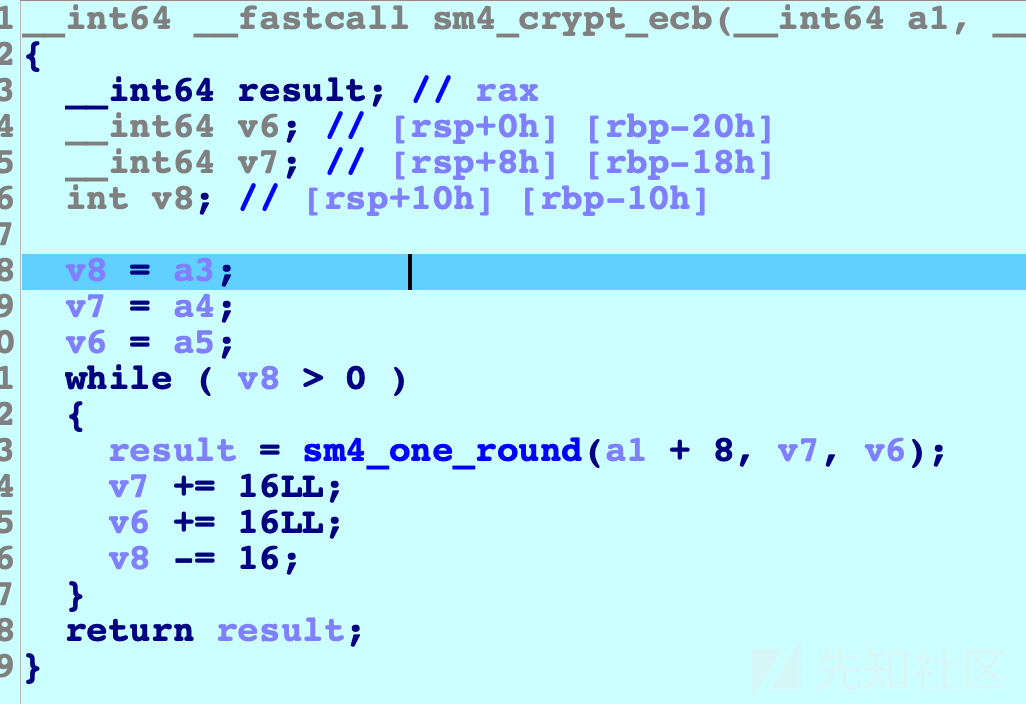 1 __int64 __fastcall sm4_crypt_ecb(__int64 a1, __
2 {
3 __int64 result; // rax
4 __int64 v6; // [rsp+0h] [rbp-20h]
5 __int64 v7; // [rsp+8h] [rbp-18h]
6 int v8; // [rsp+10h] [rbp-10h]
7
8 v8 = a3;
9 v7 = a4;
0 v6 = a5;
1 while ( v8 > 0 )
2 {
3 result = sm4_one_round(a1 + 8, v7, v6);
4 v7 += 16LL;
5 v6 += 16LL;
6 v8 -= 16;
7 }
8 return result;
9 }
先知社区